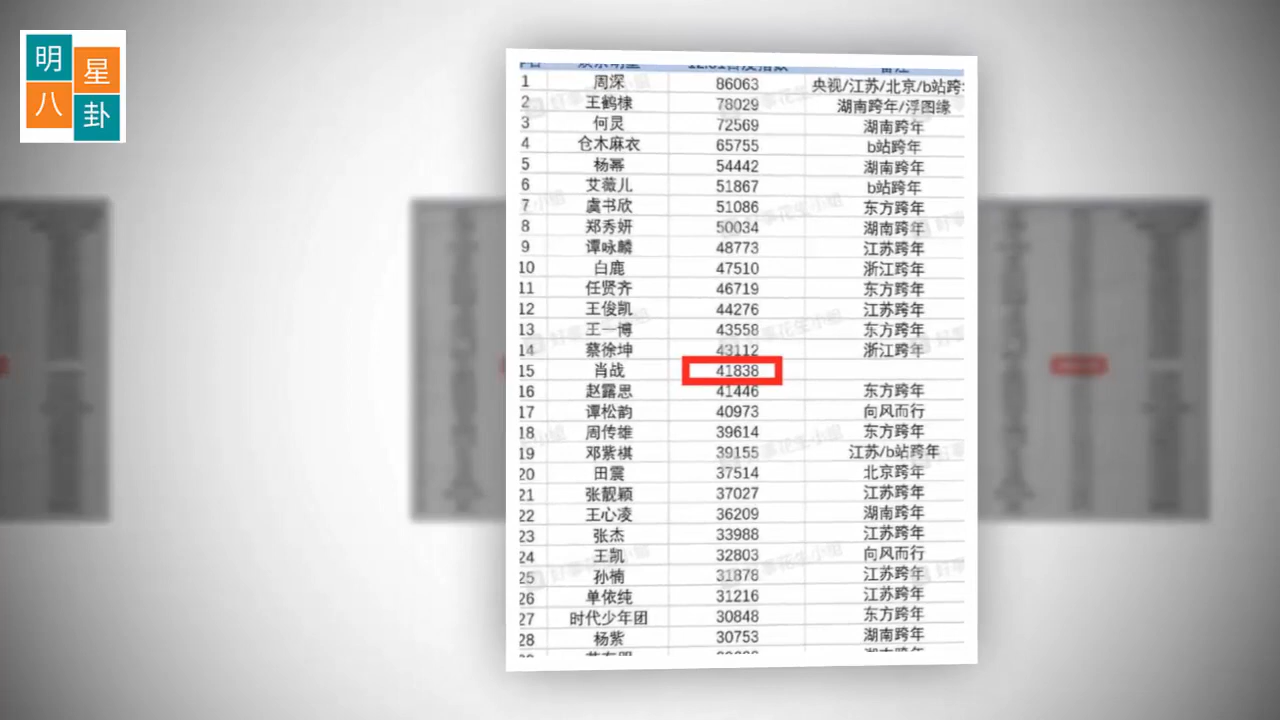 明星
八卦
1 周深 86063 央视/江苏/北京/b站跨
2 王鹤棣 78029 湖南跨年/浮图缘
3 何炅 72569 湖南跨年
4 仓木麻衣 65755 b站跨年
5 杨幂 54442 湖南跨年
6 艾薇儿 51867 b站跨年
7 虞书欣 51086 东方跨年
8 郑秀妍 50034 湖南跨年
9 谭咏麟 48773 江苏跨年
10 白鹿 47510 浙江跨年
11 任贤齐 46719 东方跨年
12 王俊凯 44276 江苏跨年
13 王一博 43558 东方跨年
14 蔡徐坤 43112 浙江跨年
15 肖战 41838
16 赵露思 41446 东方跨年
17 谭松韵 40973 向风而行
18 周传雄 39614 东方跨年
19 邓紫棋 39155 江苏/b站跨年
20 田震 37514 北京跨年
21 张靓颖 37027 江苏跨年
22 王心凌 36209 湖南跨年
23 张杰 33988 江苏跨年
24 王凯 32803 向风而行
25 孙楠 31878 江苏跨年
26 单依纯 31216 江苏跨年
27 时代少年团 30848 东方跨年
28 杨紫 30753 湖南跨年